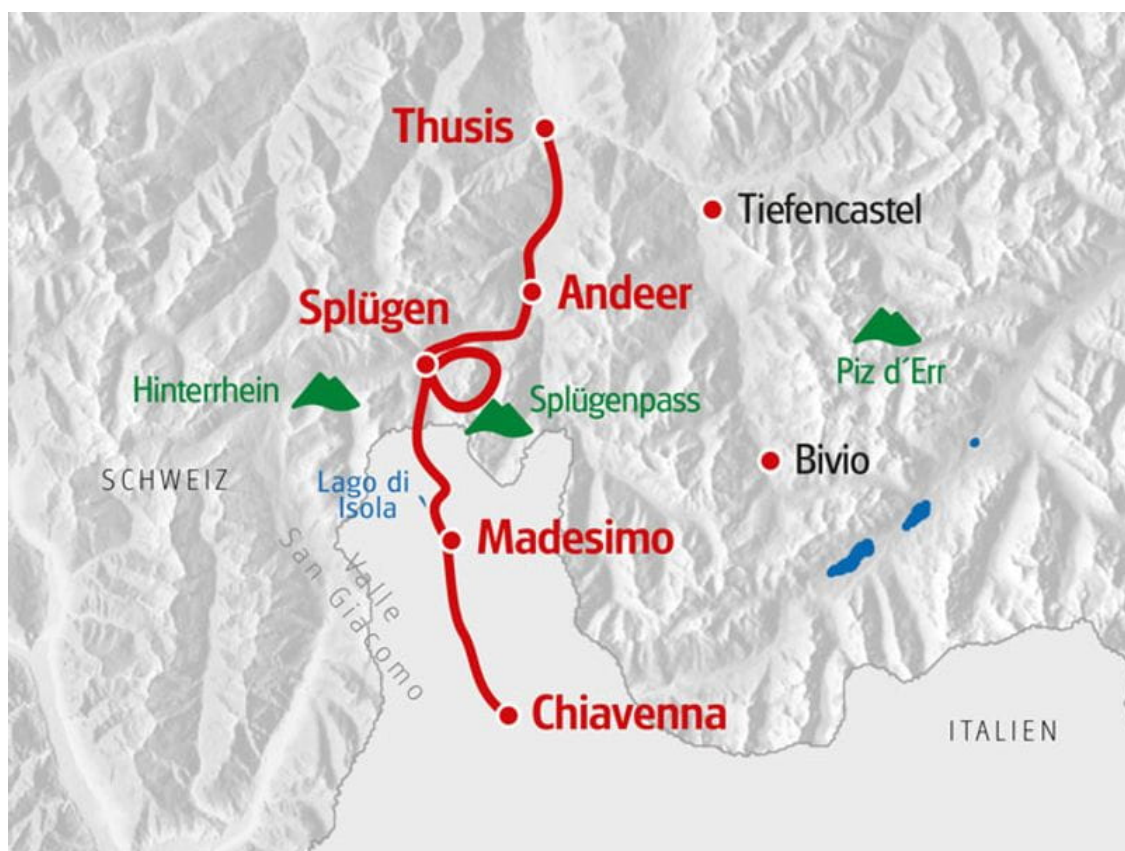 Thusis
Tiefencastel
Andeer
Splügen
Piz d´Err
Hinterrhein
Splügenpass
Bivio
SCHWEIZ
Lago di
Isola
Madesimo
Valle
San Giacomo
Chiavenna
ITALIEN